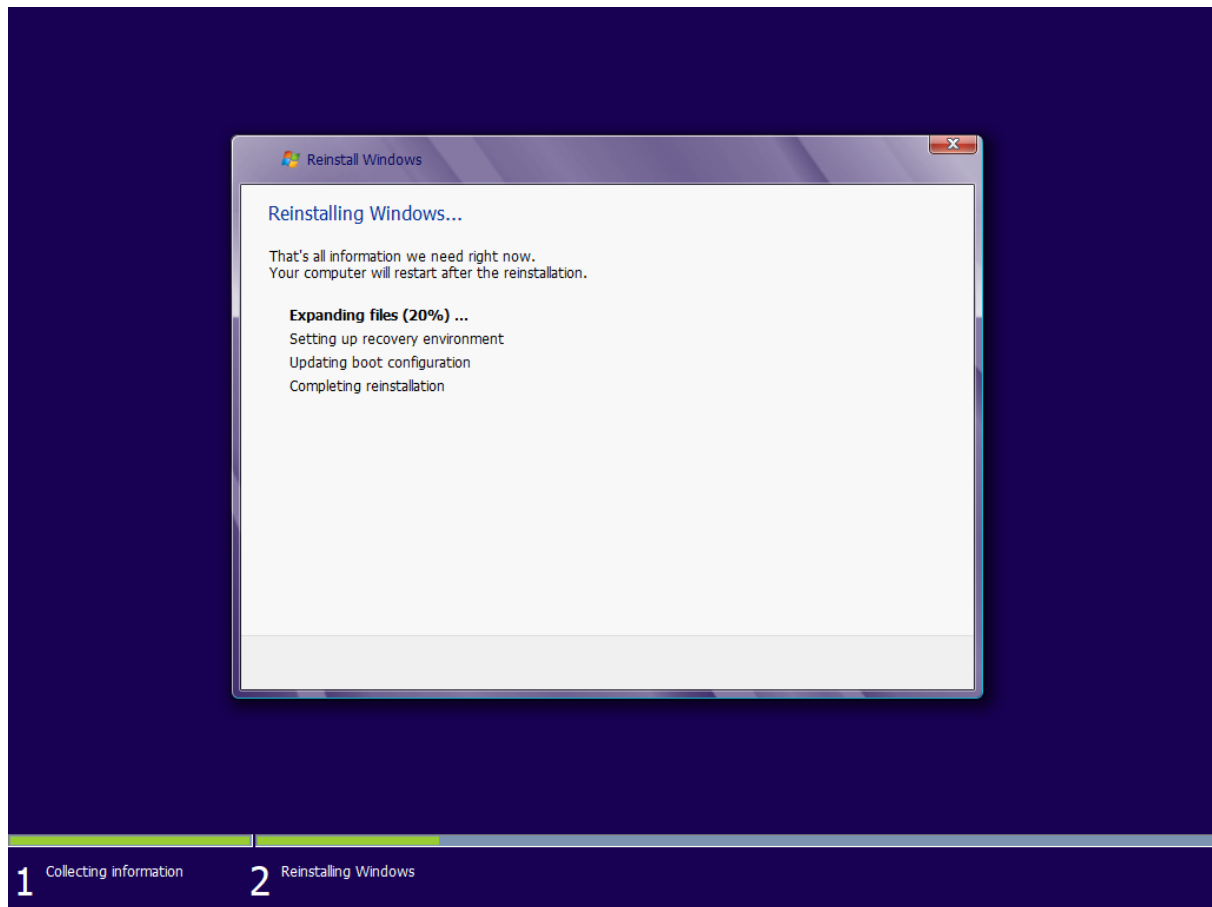 Reinstall Windows
Reinstalling Windows...
That's all information we need right now.
Your computer will restart after the reinstallation.
Expanding files (20%) ...
Setting up recovery environment
Updating boot configuration
Completing reinstallation
1 Collecting information
2 Reinstalling Windows